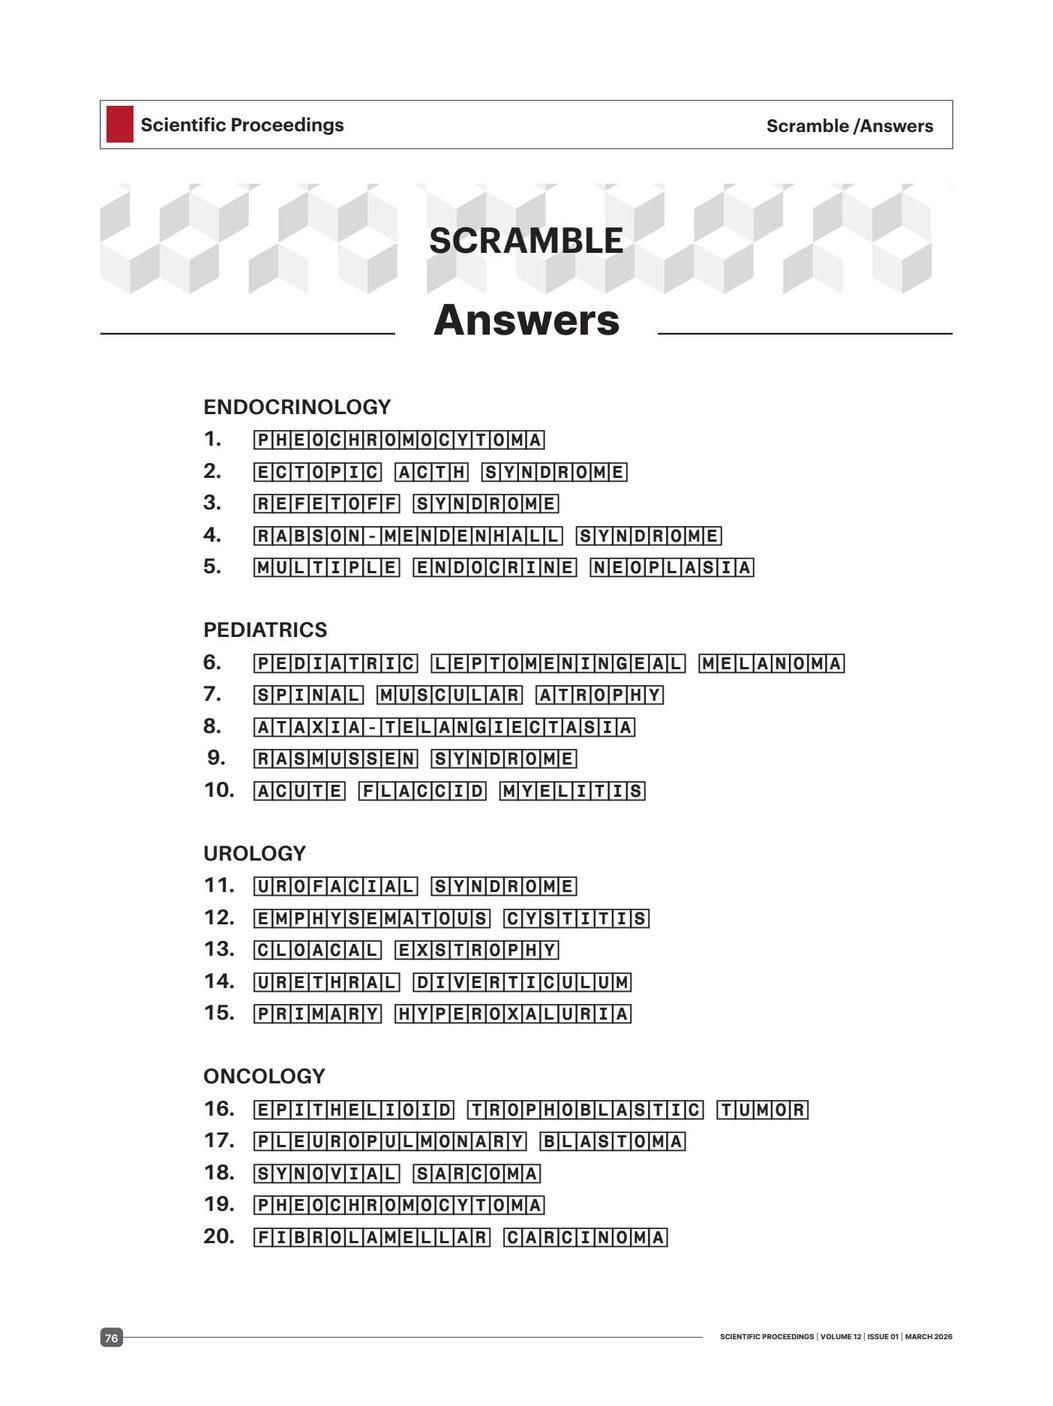 Scientific Proceedings
Scramble /Answers
SCRAMBLE
Answers
ENDOCRINOLOGY
1. PHEOCHROMOCYTOMA
2. ECTOPIC ACTH SYNDROME
3. REFETOFF SYNDROME
4. RABSON-MENDENHALL SYNDROME
5. MULTIPLE ENDOCRINE NEOPLASIA
PEDIATRICS
6. PEDIATRIC LEPTOMENINGEAL MELANOMA
7. SPINAL MUSCULAR ATROPHY
8. ATAXIA-TELANGIECTASIA
9. RASMUSSEN SYNDROME
10. ACUTE FLACCID MYELITIS
UROLOGY
11. UROFACIAL SYNDROME
12. EMPHYSEMATOUS CYSTITIS
13. CLOACAL EXSTROPHY
14. URETHRAL DIVERTICULUM
15. PRIMARY HYPEROXALURIA
ONCOLOGY
16. EPITHELIOID TROPHOBLASTIC TUMOR
17. PLEUROPULMONARY BLASTOMA
18. SYNOVIAL SARCOMA
19. PHEOCHROMOCYTOMA
20. FIBROLAMELLAR CARCINOMA
76
SCIENTIFIC PROCEEDINGS | VOLUME 12 | ISSUE 01 | MARCH 2026